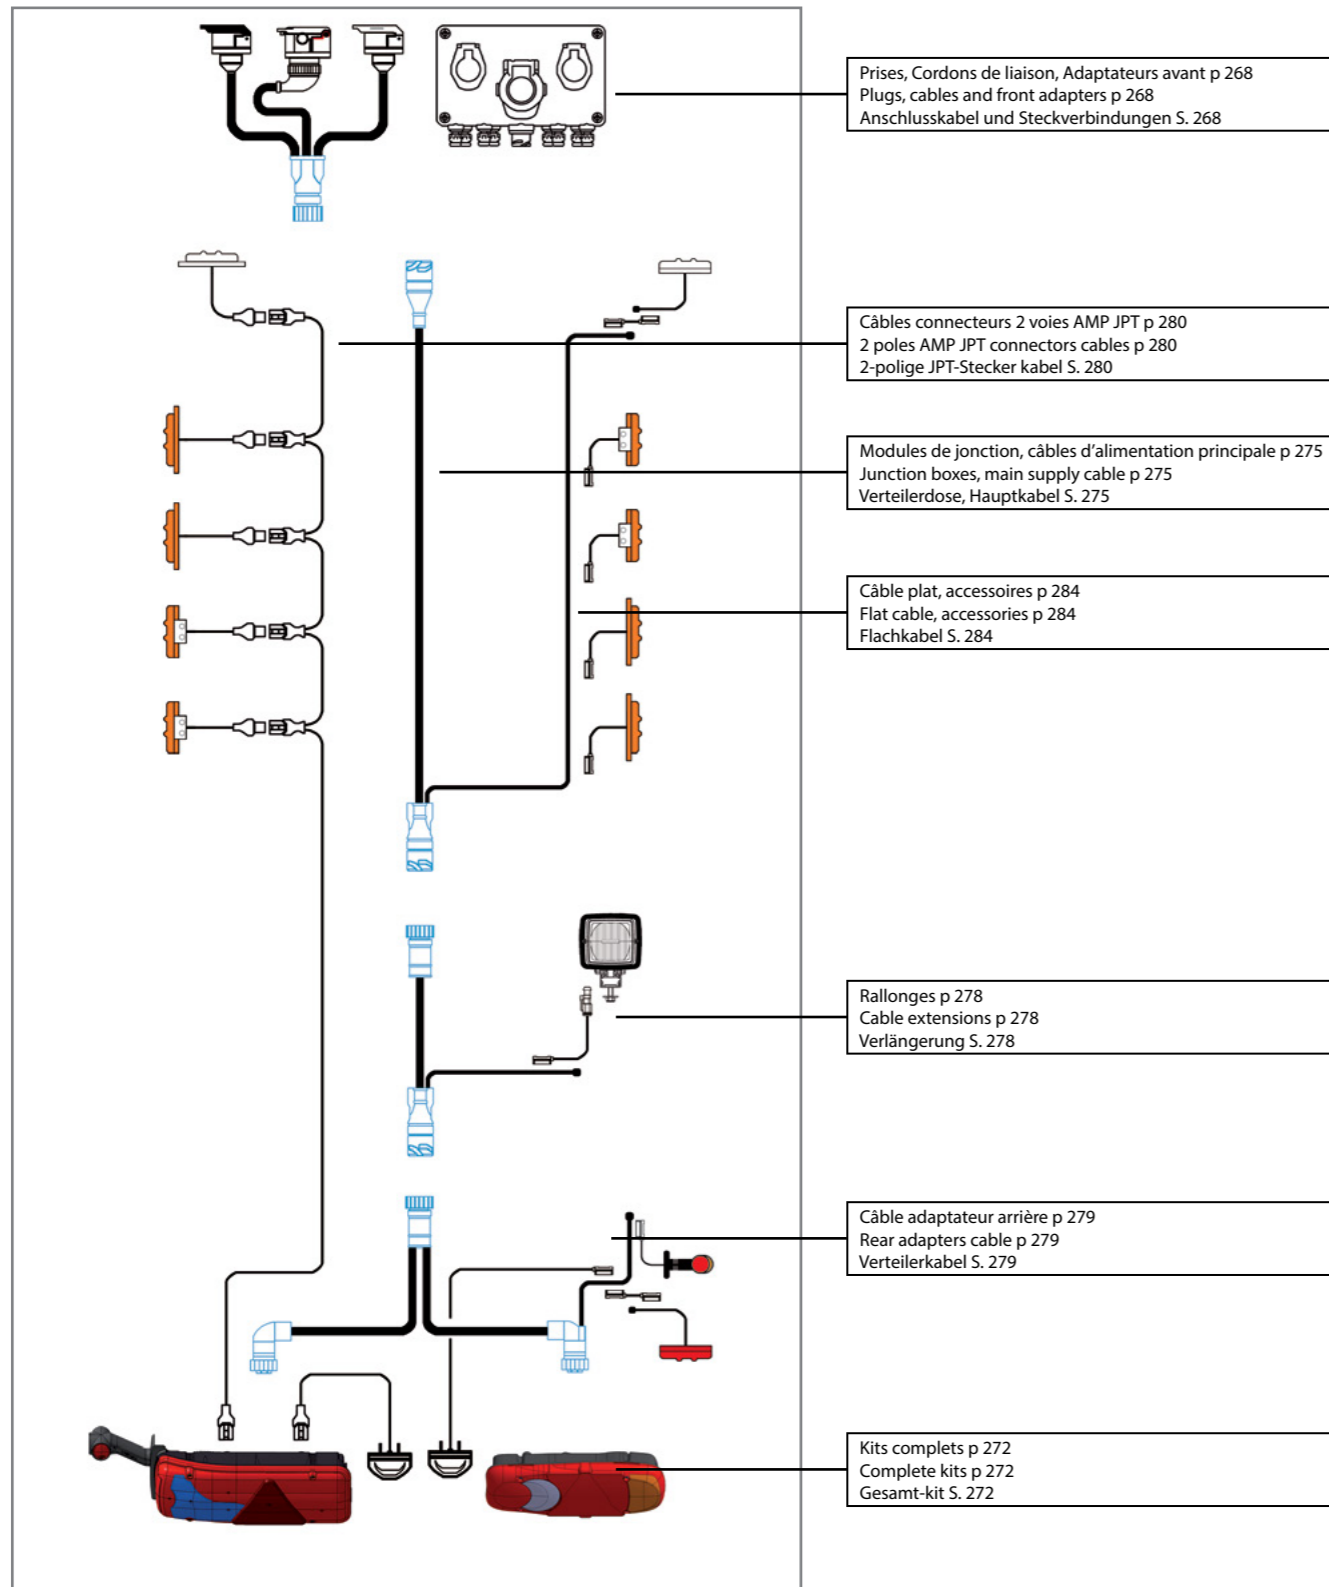 Prises, Cordons de liaison, Adaptateurs avant p 268
Plugs, cables and front adapters p 268
Anschlusskabel und Steckverbindungen S. 268
Câbles connecteurs 2 voies AMP JPT p 280
2 poles AMP JPT connectors cables p 280
2-polige JPT-Stecker kabel S. 280
Modules de jonction, câbles d’alimentation principale p 275
Junction boxes, main supply cable p 275
Verteilerdose, Hauptkabel S. 275
Câble plat, accessoires p 284
Flat cable, accessories p 284
Flachkabel S. 284
Rallonges p 278
Cable extensions p 278
Verlängerung S. 278
Câble adaptateur arrière p 279
Rear adapters cable p 279
Verteilerkabel S. 279
Kits complets p 272
Complete kits p 272
Gesamt-kit S. 272